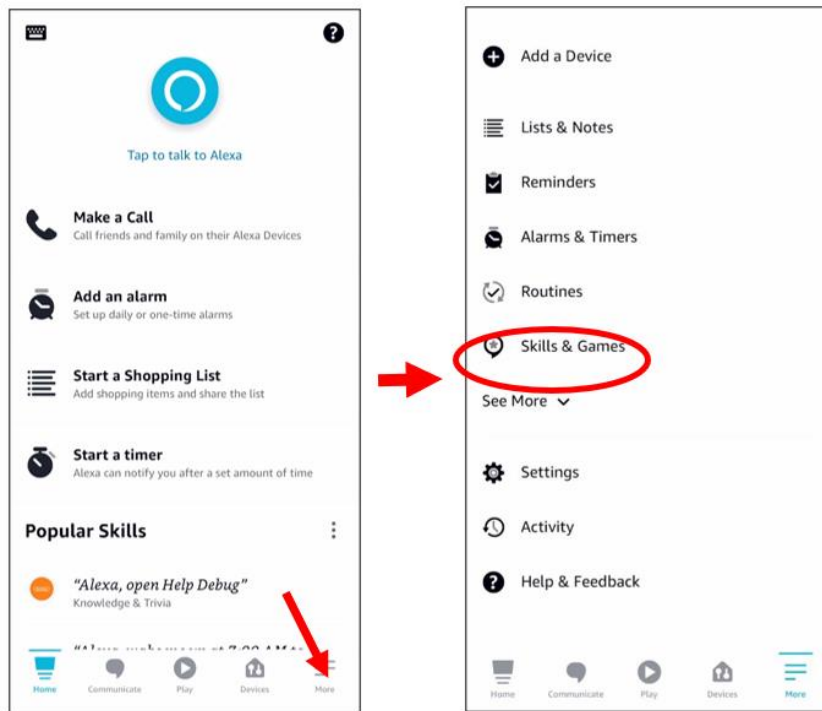 Tap to talk to Alexa
Make a Call
Call friends and family on their Alexa Devices
Add an alarm
Set up daily or one-time alarms
Start a Shopping List
Add shopping items and share the list
Start a timer
Alexa can notify you after a set amount of time
Popular Skills
“Alexa, open Help Debug”
Knowledge & Trivia
Home Communicate Play Devices More
Add a Device
Lists & Notes
Reminders
Alarms & Timers
Routines
Skills & Games
See More
Settings
Activity
Help & Feedback
Home Communicate Play Devices More